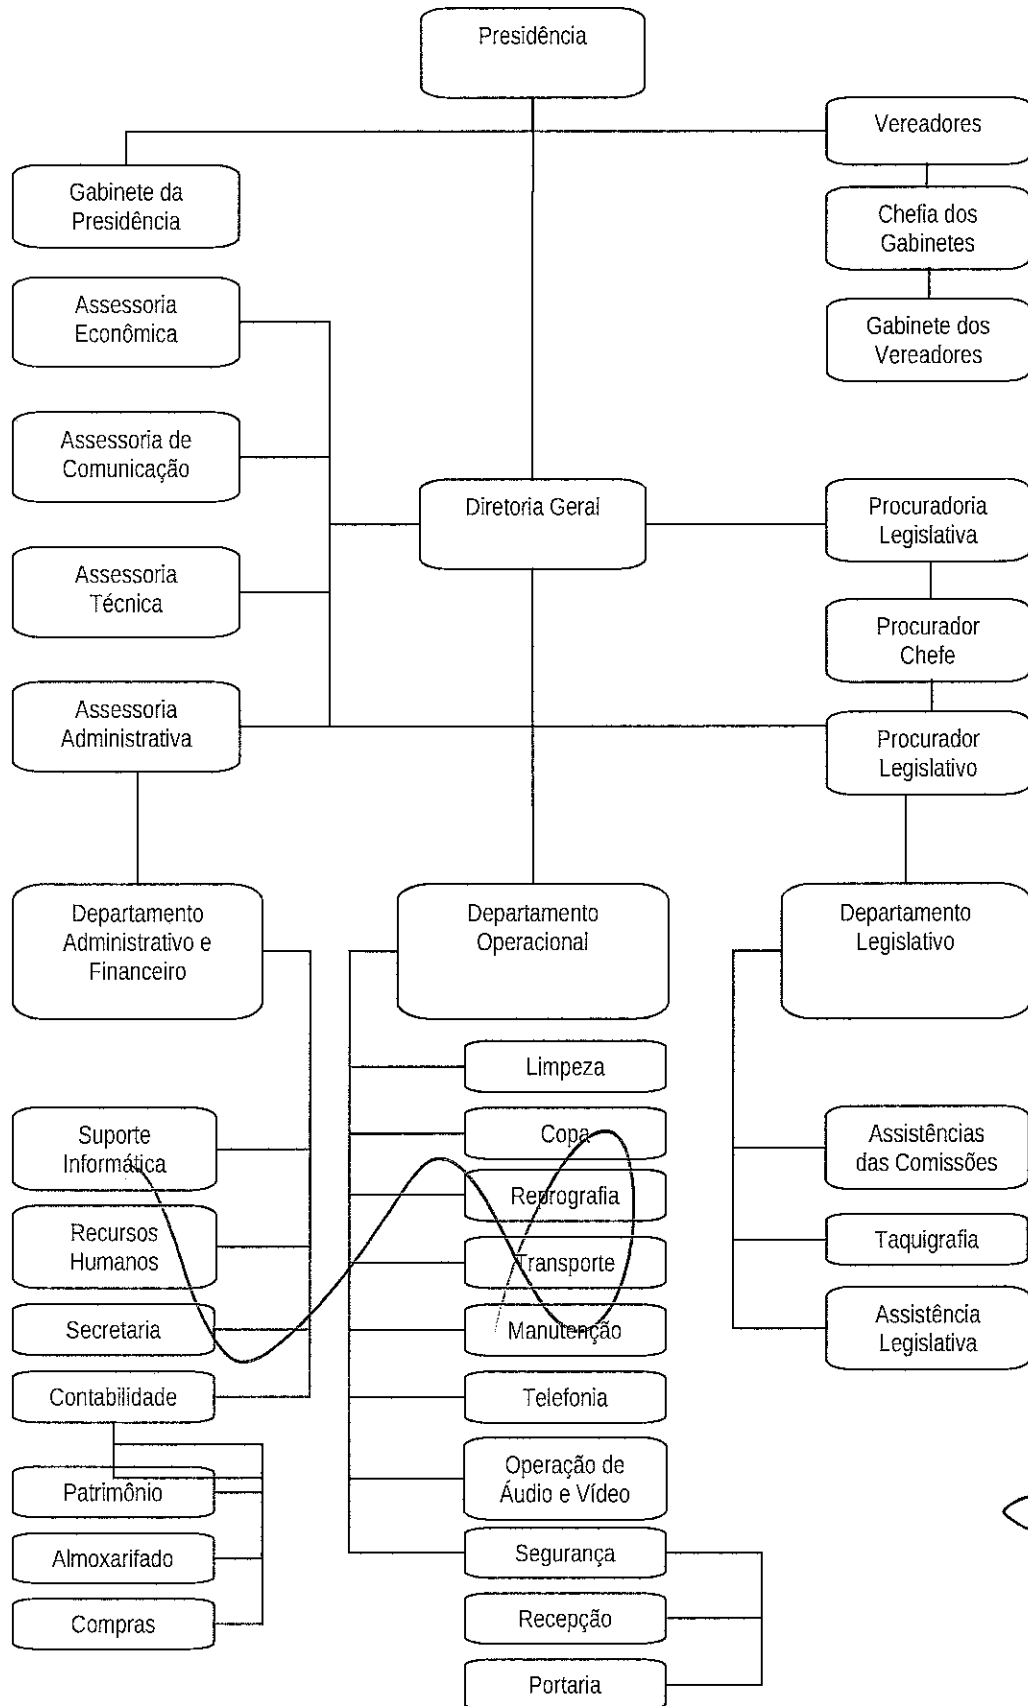 Presidência
Vereadores
Gabinete da
Presidência
Chefia dos
Gabinetes
Assessoria
Econômica
Gabinete dos
Vereadores
Assessoria de
Comunicação
Diretoria Geral
Procuradoria
Legislativa
Assessoria
Técnica
Procurador
Chefe
Assessoria
Administrativa
Procurador
Legislativo
Departamento
Administrativo e
Financeiro
Departamento
Operacional
Departamento
Legislativo
Suporte
Informática
Recursos
Humanos
Secretaria
Contabilidade
Patrimônio
Almoxarifado
Compras
Limpeza
Copa
Reprografia
Transporte
Manutenção
Telefonia
Operação de
Áudio e Vídeo
Segurança
Recepção
Portaria
Assistências
das Comissões
Taquigrafia
Assistência
Legislativa